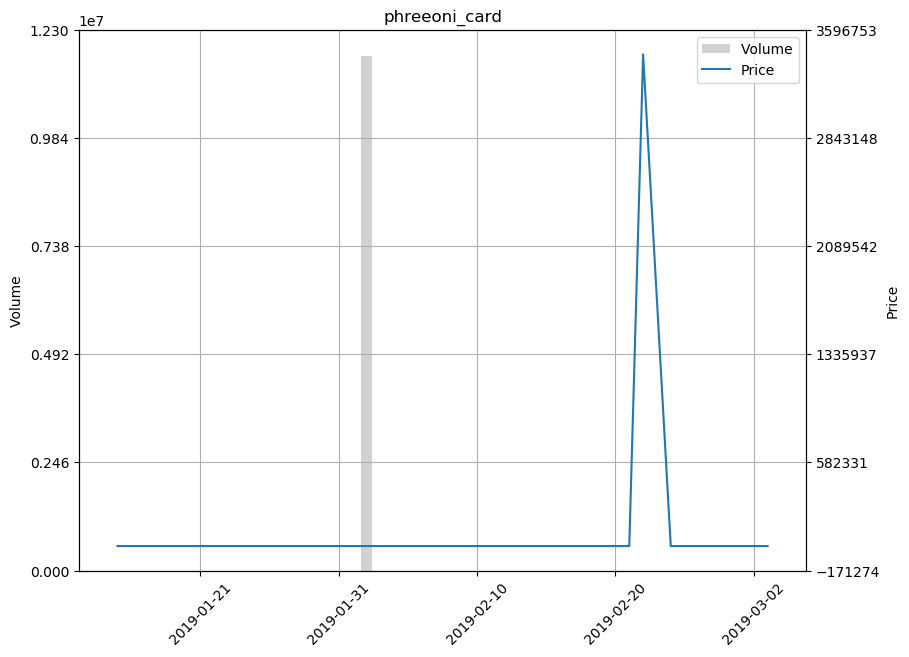 phreeoni_card
1e7
1.230
0.984
0.738
0.492
0.246
0.000
Volume
3596753
2843148
2089542
1335937
582331
−171274
Price
Volume
Price
2019-01-21
2019-01-31
2019-02-10
2019-02-20
2019-03-02